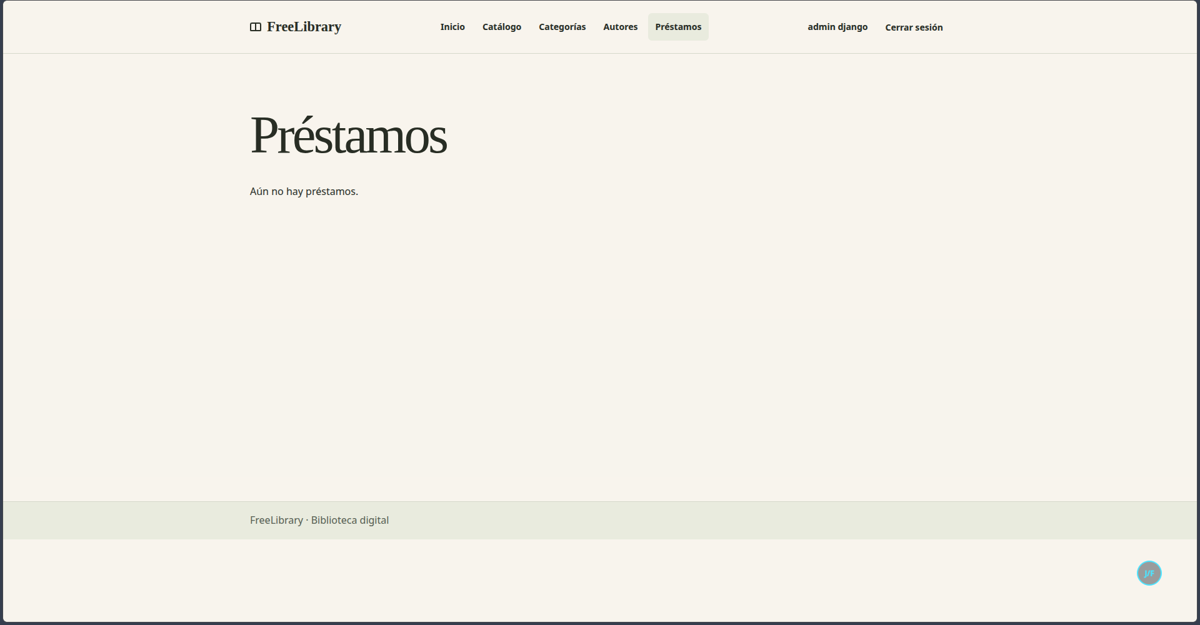 FreeLibrary
Inicio Catálogo Categorías Autores Préstamos
admin django Cerrar sesión
Préstamos
Aún no hay préstamos.
FreeLibrary · Biblioteca digital